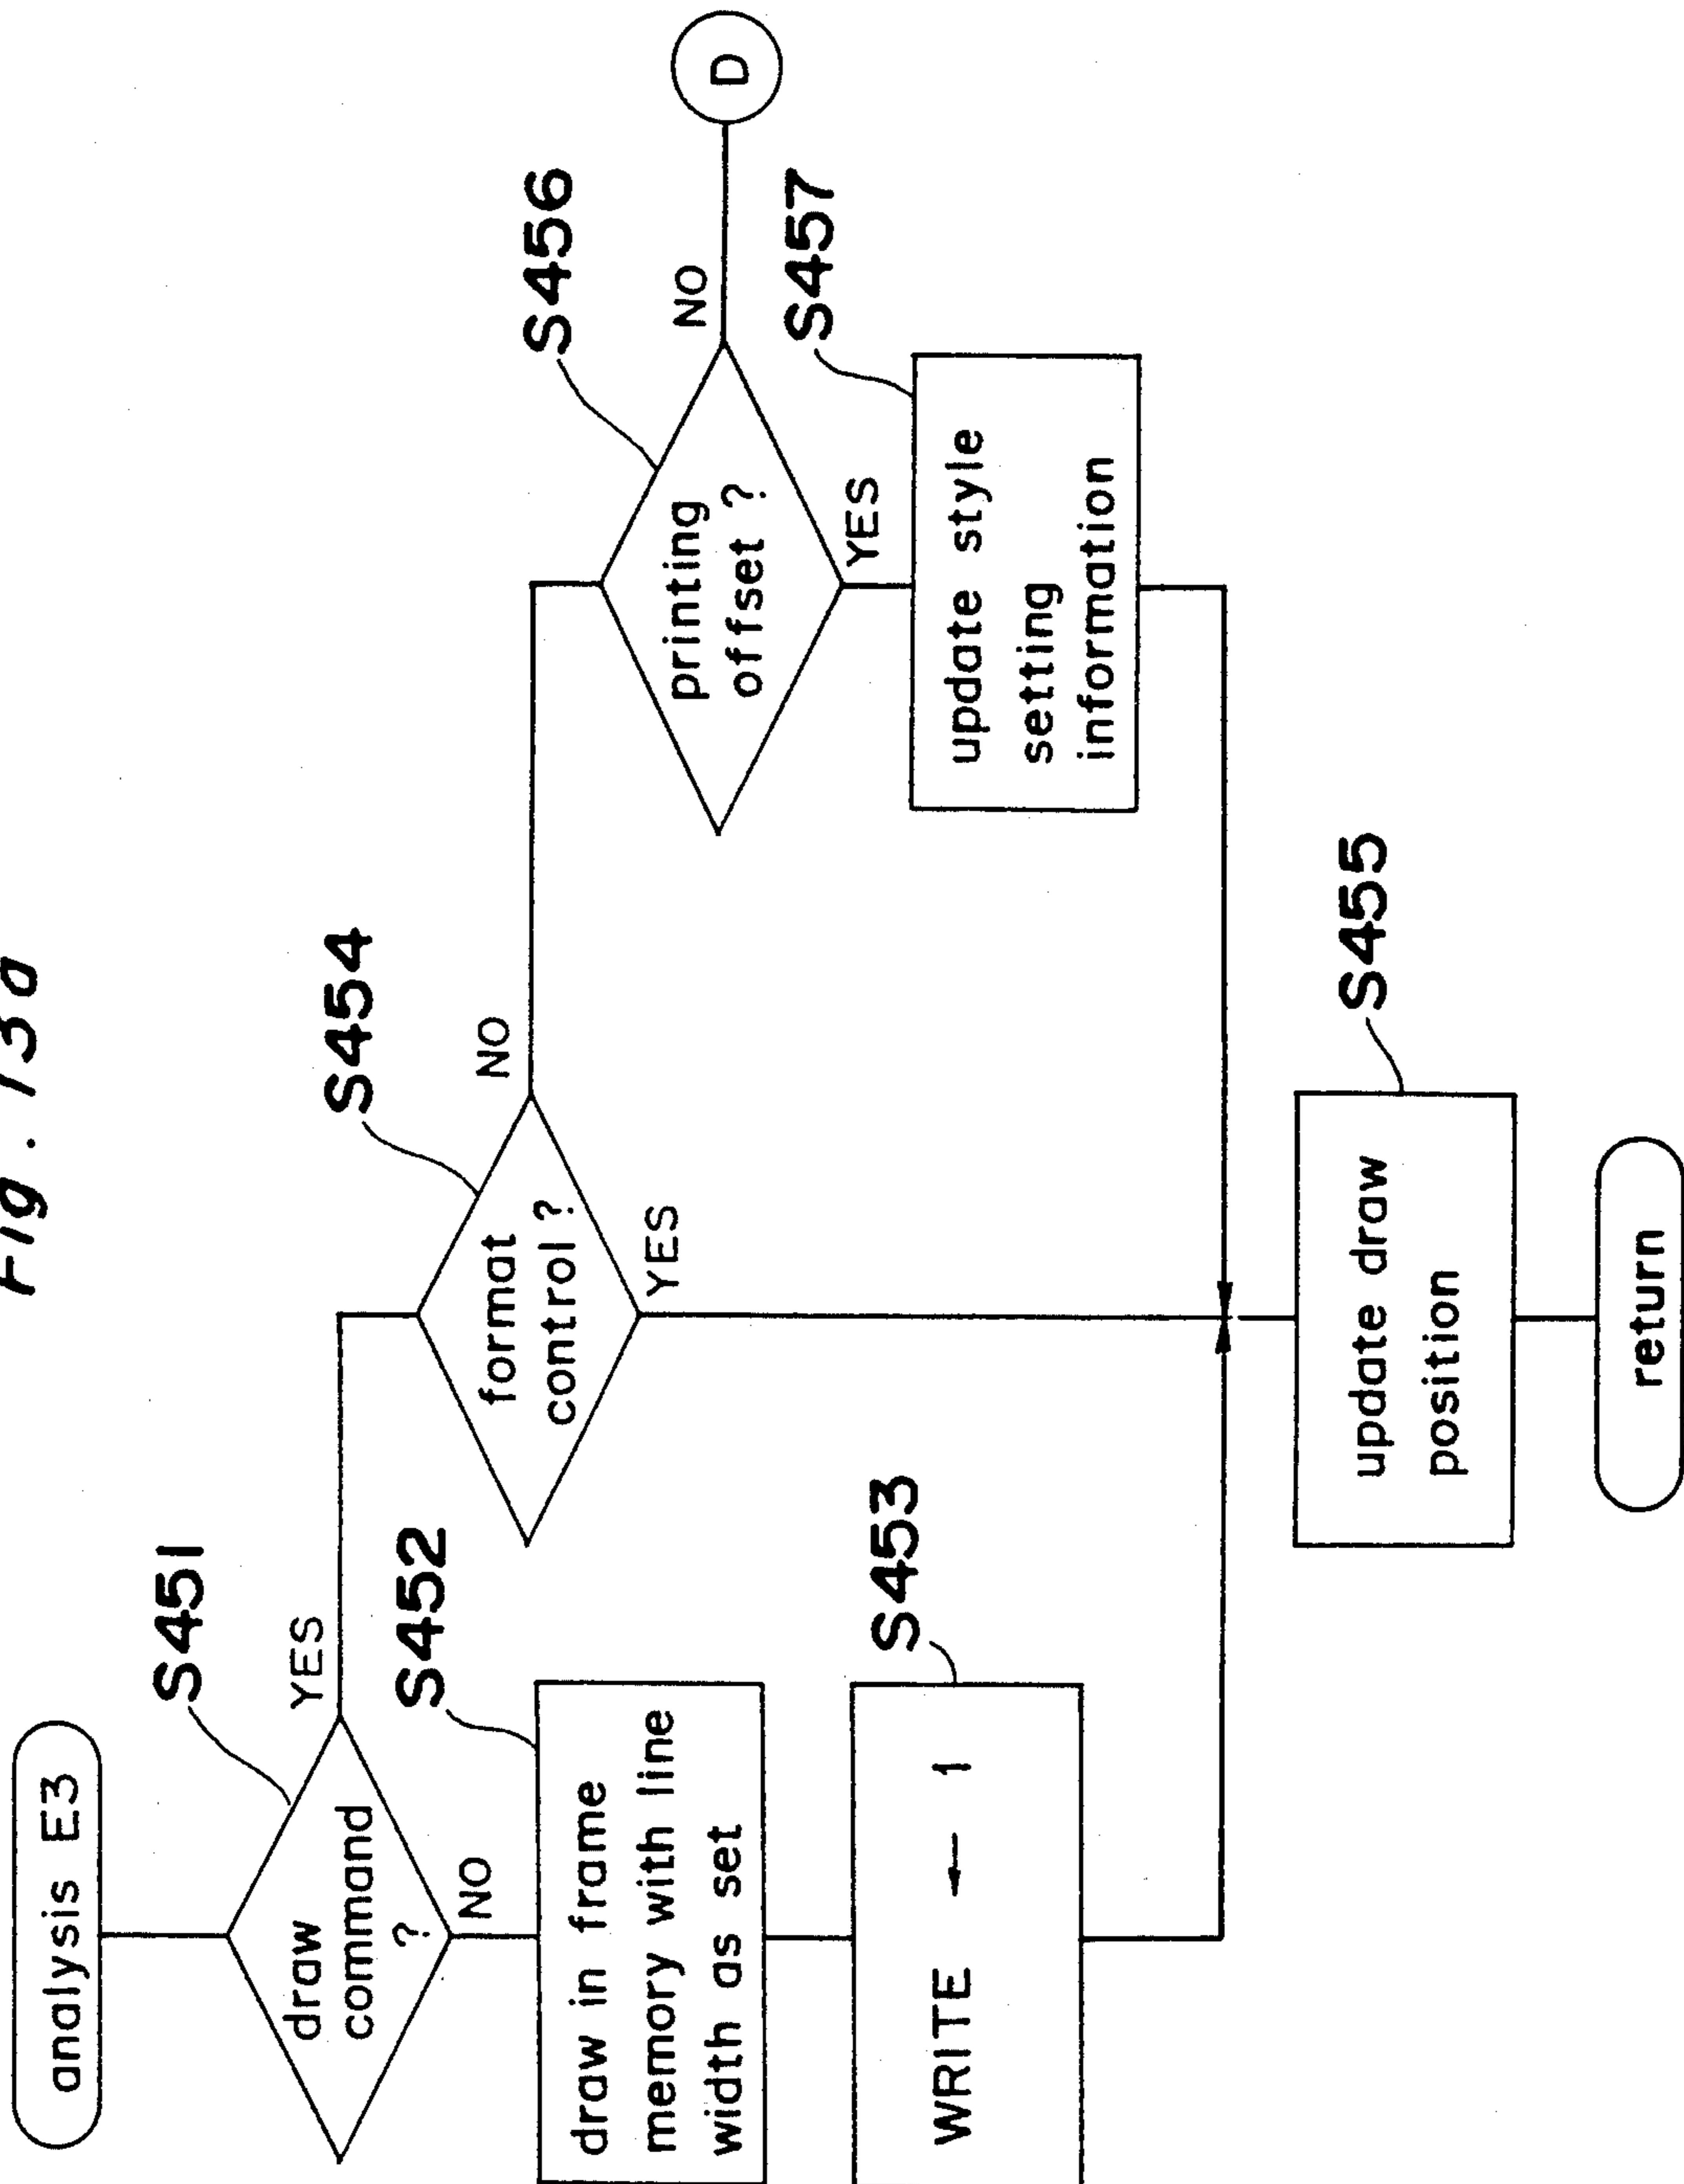 Fig. 13a
analysis E3
S451
draw
command
?
YES
NO
S452
draw in frame
memory with line
width as set
S453
WRITE ← 1
S454
format
control ?
NO
YES
S456
printing
offset ?
NO
D
YES
S457
update style
setting
information
S455
update draw
position
return